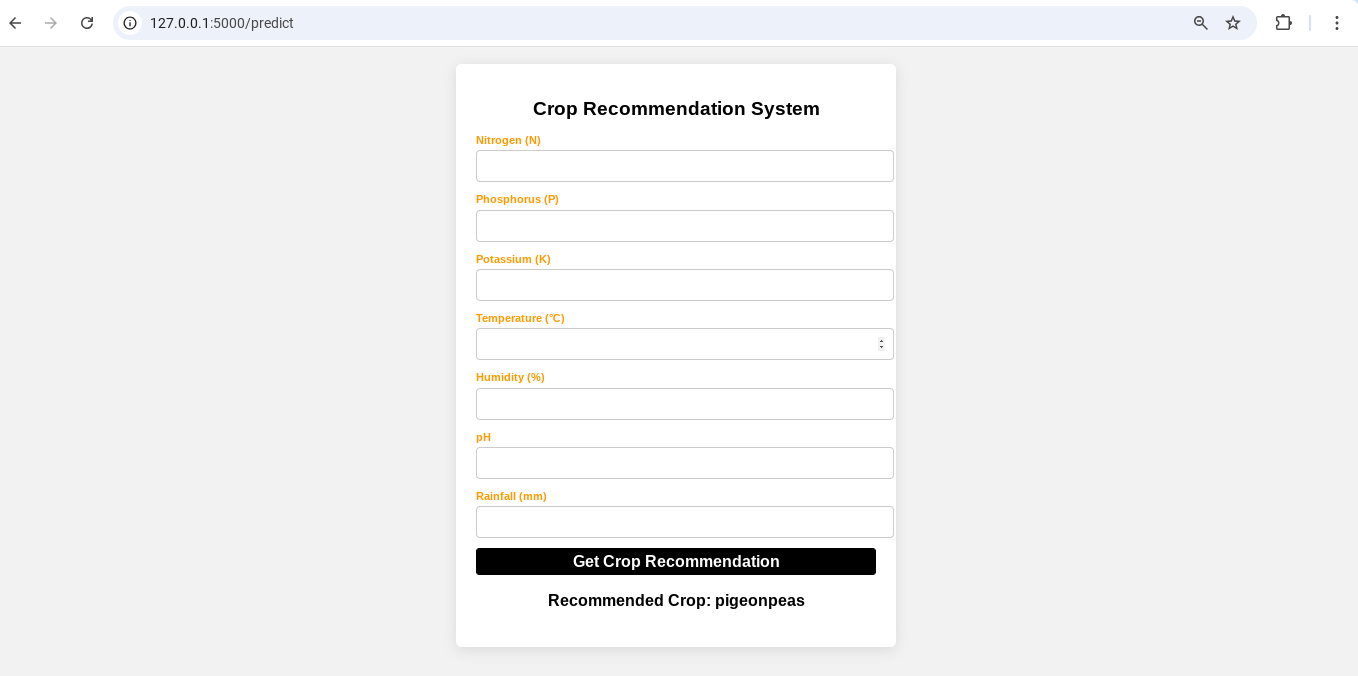 127.0.0.1:5000/predict
Crop Recommendation System
Nitrogen (N)
Phosphorus (P)
Potassium (K)
Temperature (°C)
Humidity (%)
pH
Rainfall (mm)
Get Crop Recommendation
Recommended Crop: pigeonpeas